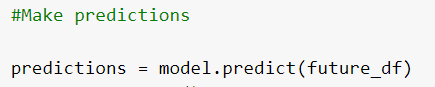 #Make predictions
predictions = model.predict(future_df)